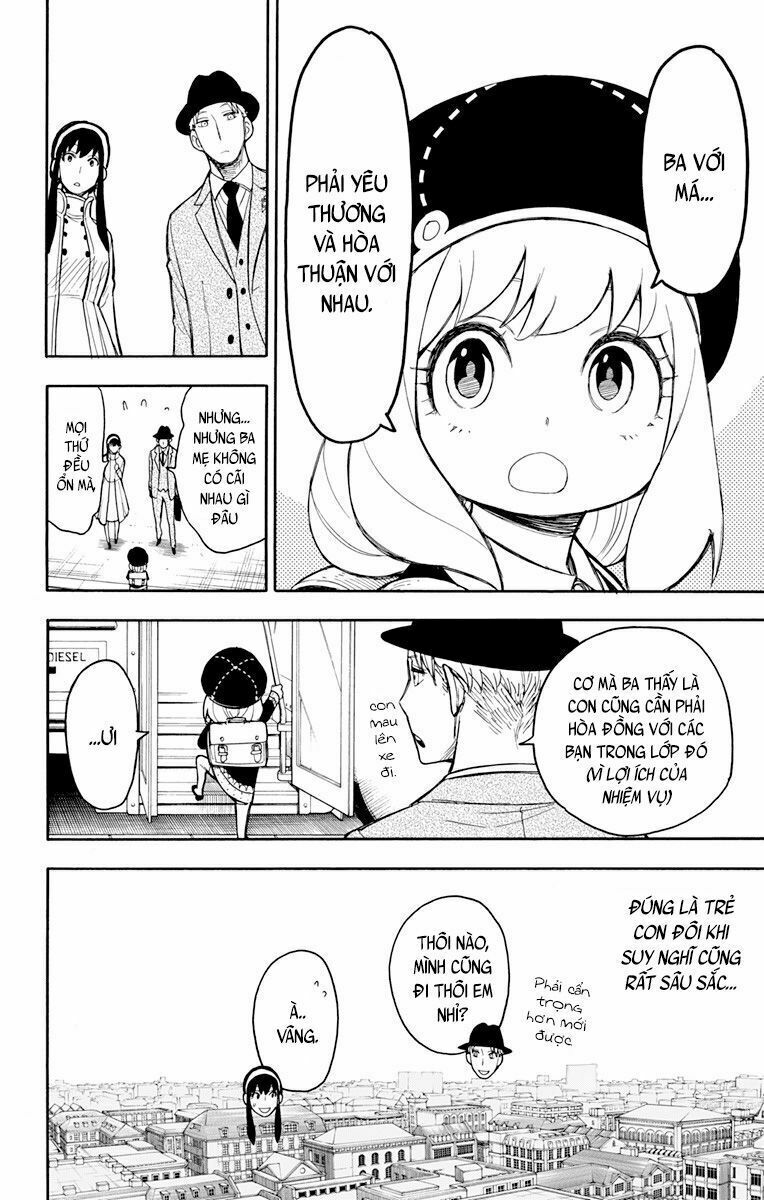 BA VỚI
MÁ...
PHẢI YÊU
THƯƠNG
VÀ HÒA
THUẬN VỚI
NHAU.
NHƯNG...
NHƯNG BA
MẸ KHÔNG
CÓ CÃI
NHAU GÌ
ĐÂU
MỌI
THỨ
ĐỀU
ỔN MÀ,
CƠ MÀ BA THẤY LÀ
CON CŨNG CẦN PHẢI
HÒA ĐỒNG VỚI CÁC
BẠN TRONG LỚP ĐÓ
(VÌ LỢI ÍCH CỦA
NHIỆM VỤ)
con
mau
lên
xe
đi.
DIESEL
...ƯI
ĐÚNG LÀ TRẺ
CON ĐÔI KHI
SUY NGHĨ CŨNG
RẤT SÂU SẮC...
THÔI NÀO,
MÌNH CŨNG
ĐI THÔI EM
NHỈ?
Phải cẩn
trọng
hơn mới
được
À..
VÂNG.